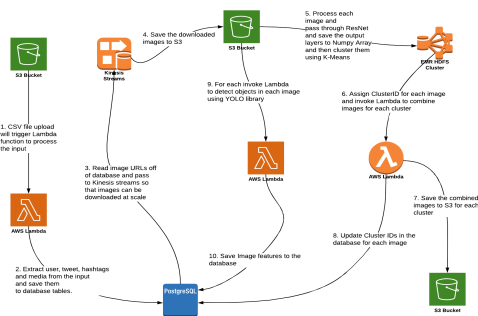 S3 Bucket
1. CSV file upload
will trigger Lambda
function to process
the input
AWS Lambda
2. Extract user, tweet, hashtags
and media from the input
and save them
to database tables.
Kinesis
Streams
3. Read image URLs off
of database and pass
to Kinesis streams so
that images can be
downloaded at scale
PostgreSQL
4. Save the downloaded
images to S3
S3 Bucket
5. Process each
image and
pass through ResNet
and save the output
layers to Numpy Array
and then cluster them
using K-Means
EMR HDFS
Cluster
9. For each invoke Lambda
to detect objects in each image
using YOLO library
AWS Lambda
10. Save Image features to the
database
6. Assign ClusterID for each image
and invoke Lambda to combine
images for each cluster
AWS Lambda
7. Save the combined
images to S3 for each
cluster
8. Update Cluster IDs in the
database for each image
S3 Bucket